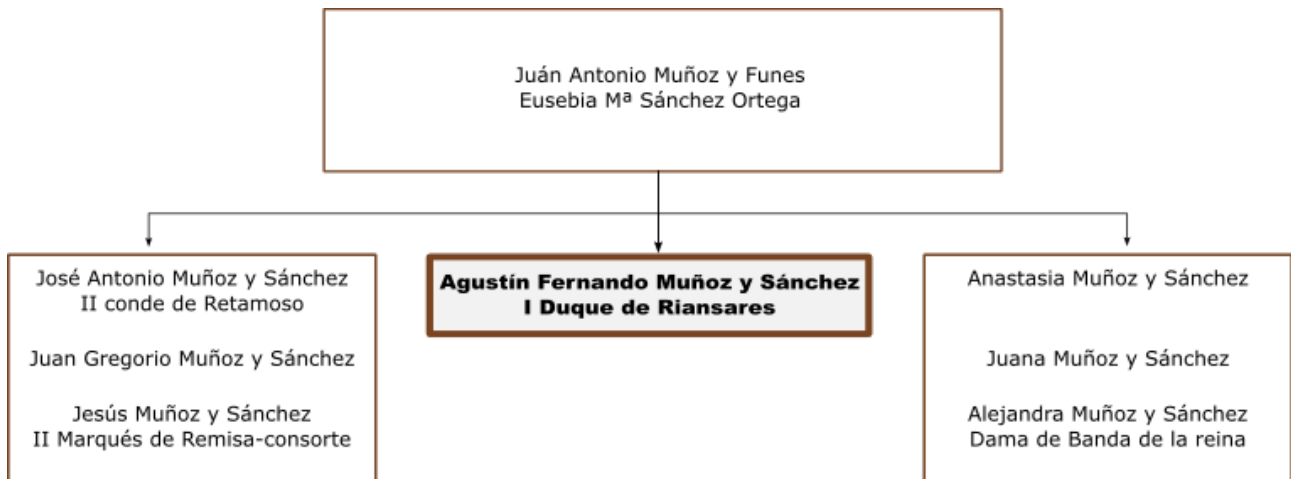 Juán Antonio Muñoz y Funes
Eusebia Mª Sánchez Ortega
José Antonio Muñoz y Sánchez
II conde de Retamoso
Juan Gregorio Muñoz y Sánchez
Jesús Muñoz y Sánchez
II Marqués de Remisa-consorte
Agustín Fernando Muñoz y Sánchez
I Duque de Riansares
Anastasia Muñoz y Sánchez
Juana Muñoz y Sánchez
Alejandra Muñoz y Sánchez
Dama de Banda de la reina